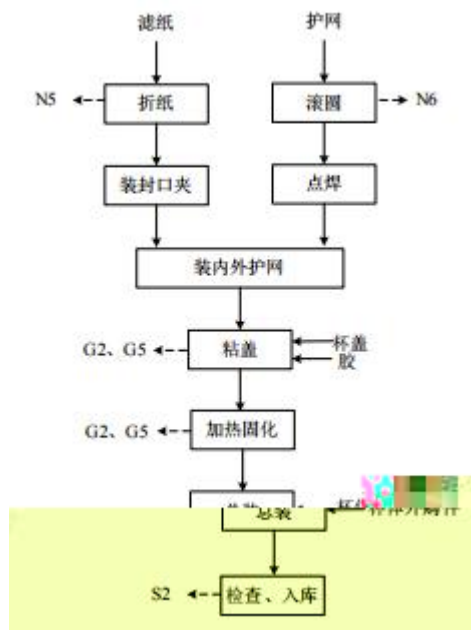 滤纸 护网
N5 折纸 滚圆 N6
装封口夹 点焊
装内外护网
G2、G5 粘盖 杯盖
胶
G2、G5 加热固化
总装
S2 检查、入库